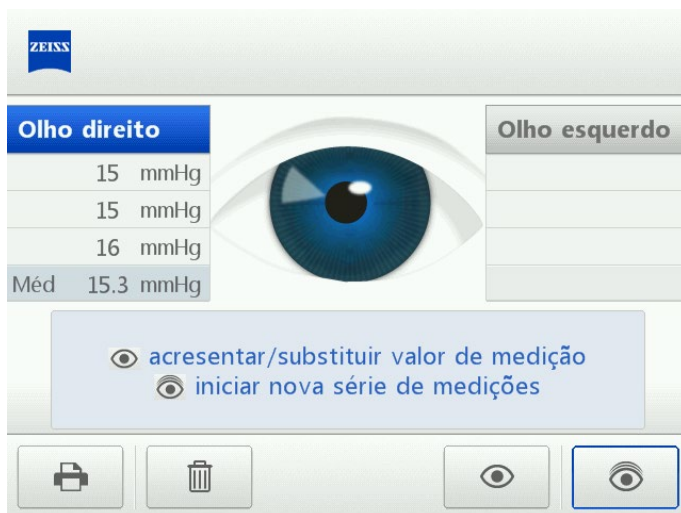 ZEISS
Olho direito
Olho esquerdo
15 mmHg
15 mmHg
16 mmHg
Méd 15.3 mmHg
acresentar/substituir valor de medição
iniciar nova série de medições